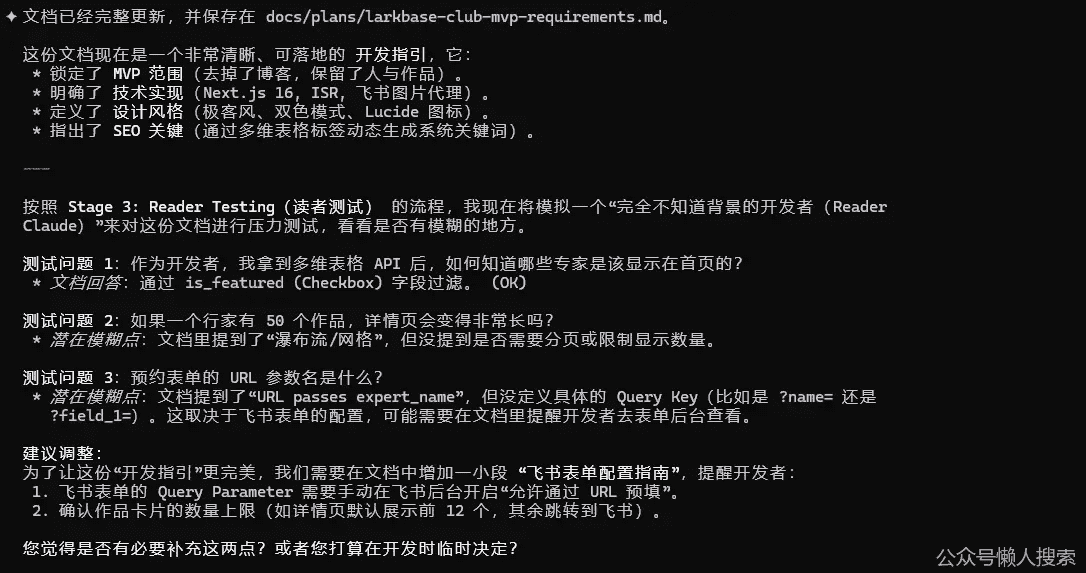 ✦ 文档已经完整更新，并保存在 docs/plans/larkbase-club-mvp-requirements.md。
这份文档现在是一个非常清晰、可落地的 开发指引，它：
* 锁定了 MVP 范围（去掉了博客，保留了人与作品）。
* 明确了 技术实现（Next.js 16, ISR, 飞书图片代理）。
* 定义了 设计风格（极客风、双色模式、Lucide 图标）。
* 指出了 SEO 关键（通过多维表格标签动态生成系统关键词）。
---
按照 Stage 3: Reader Testing（读者测试） 的流程，我现在将模拟一个“完全不知道背景的开发者（Reader
Claude）”来对这份文档进行压力测试，看看是否有模糊的地方。
测试问题 1：作为开发者，我拿到多维表格 API 后，如何知道哪些专家是该显示在首页的？
* 文档回答：通过 is_featured (Checkbox) 字段过滤。 (OK)
测试问题 2：如果一个行家有 50 个作品，详情页会变得非常长吗？
* 潜在模糊点：文档里提到了“瀑布流/网格”，但没提到是否需要分页或限制显示数量。
测试问题 3：预约表单的 URL 参数名是什么？
* 潜在模糊点：文档提到了“URL passes expert_name”，但没定义具体的 Query Key（比如是 ?name= 还是
?field_1=）。这取决于飞书表单的配置，可能需要在文档里提醒开发者去表单后台查看。
建议调整：
为了让这份“开发指引”更完美，我们需要在文档中增加一小段 “飞书表单配置指南”，提醒开发者：
1. 飞书表单的 Query Parameter 需要手动在飞书后台开启“允许通过 URL 预填”。
2. 确认作品卡片的数量上限（如详情页默认展示前 12 个，其余跳转到飞书）。
您觉得是否有必要补充这两点？或者您打算在开发时临时决定？
公众号懒人搜索